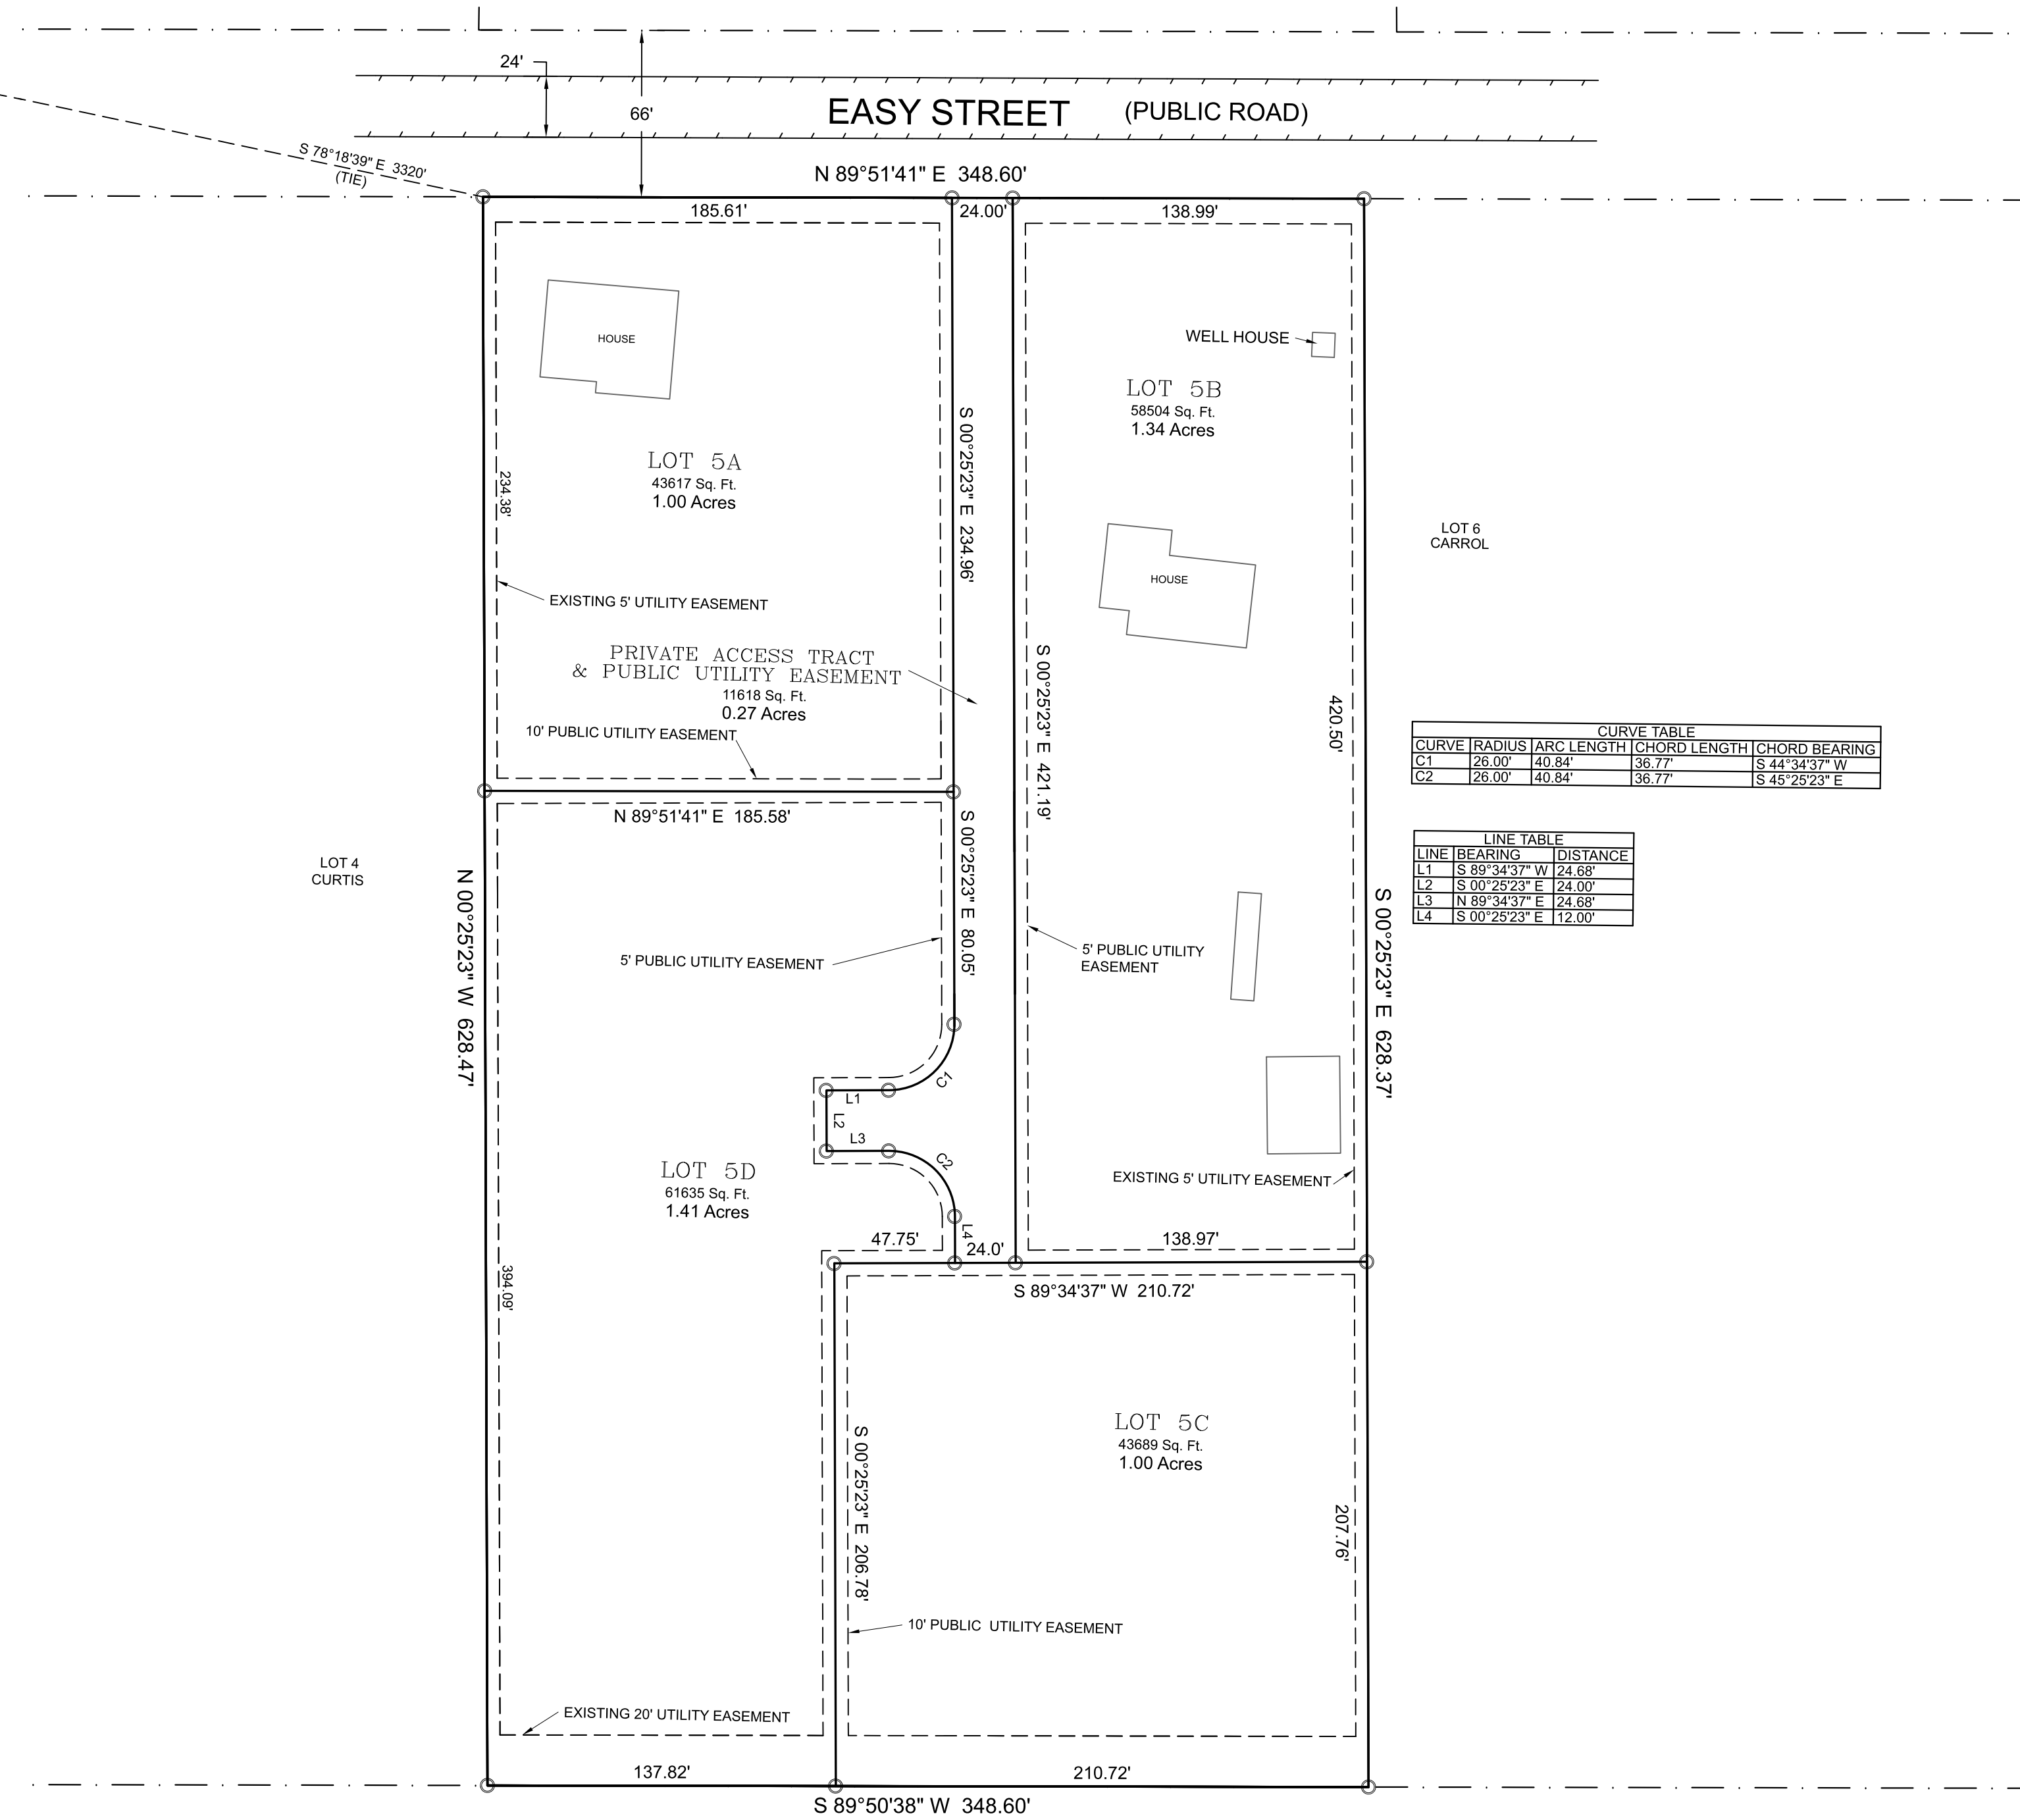 24'
66'
EASY STREET (PUBLIC ROAD)
S 78°18'39" E 3320'
(TIE)
N 89°51'41" E 348.60'
185.61'
24.00'
138.99'
HOUSE
WELL HOUSE
LOT 5B
58504 Sq. Ft.
1.34 Acres
LOT 5A
43617 Sq. Ft.
1.00 Acres
234.38'
S 00°25'23" E 234.96'
LOT 6
CARROL
HOUSE
EXISTING 5' UTILITY EASEMENT
PRIVATE ACCESS TRACT
& PUBLIC UTILITY EASEMENT
11618 Sq. Ft.
0.27 Acres
10' PUBLIC UTILITY EASEMENT
S 00°25'23" E 421.19'
420.50'
CURVE TABLE
CURVE RADIUS ARC LENGTH CHORD LENGTH CHORD BEARING
C1 26.00' 40.84' 36.77' S 44°34'37" W
C2 26.00' 40.84' 36.77' S 45°25'23" E
N 89°51'41" E 185.58'
LINE TABLE
LINE BEARING DISTANCE
L1 S 89°34'37" W 24.68'
L2 S 00°25'23" E 24.00'
L3 N 89°34'37" E 24.68'
L4 S 00°25'23" E 12.00'
LOT 4
CURTIS
N 00°25'23" W 628.47'
S 00°25'23" E 80.05'
5' PUBLIC UTILITY EASEMENT
5' PUBLIC UTILITY
EASEMENT
S 00°25'23" E 628.37'
C1
L1
L2
L3
C2
LOT 5D
61635 Sq. Ft.
1.41 Acres
EXISTING 5' UTILITY EASEMENT
L4
47.75'
24.0'
138.97'
394.09'
S 89°34'37" W 210.72'
LOT 5C
43689 Sq. Ft.
1.00 Acres
S 00°25'23" E 206.78'
207.76'
10' PUBLIC UTILITY EASEMENT
EXISTING 20' UTILITY EASEMENT
137.82'
210.72'
S 89°50'38" W 348.60'